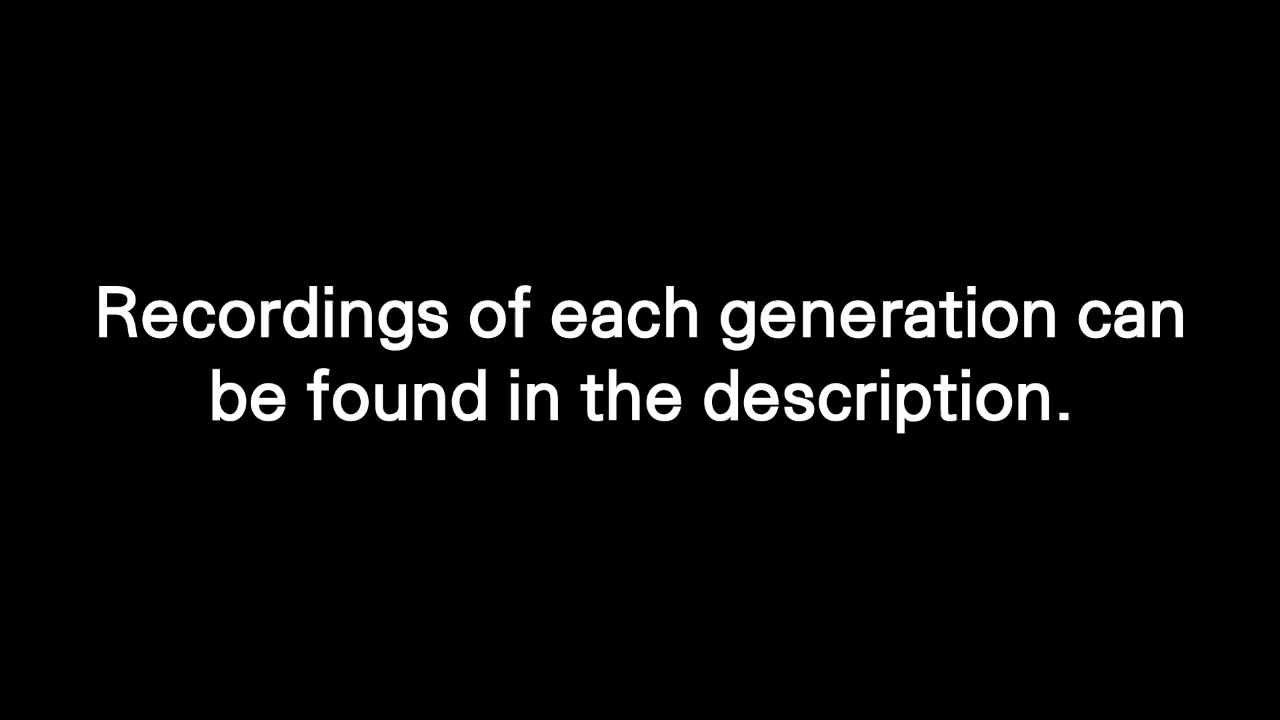 Recordings of each generation can
be found in the description.